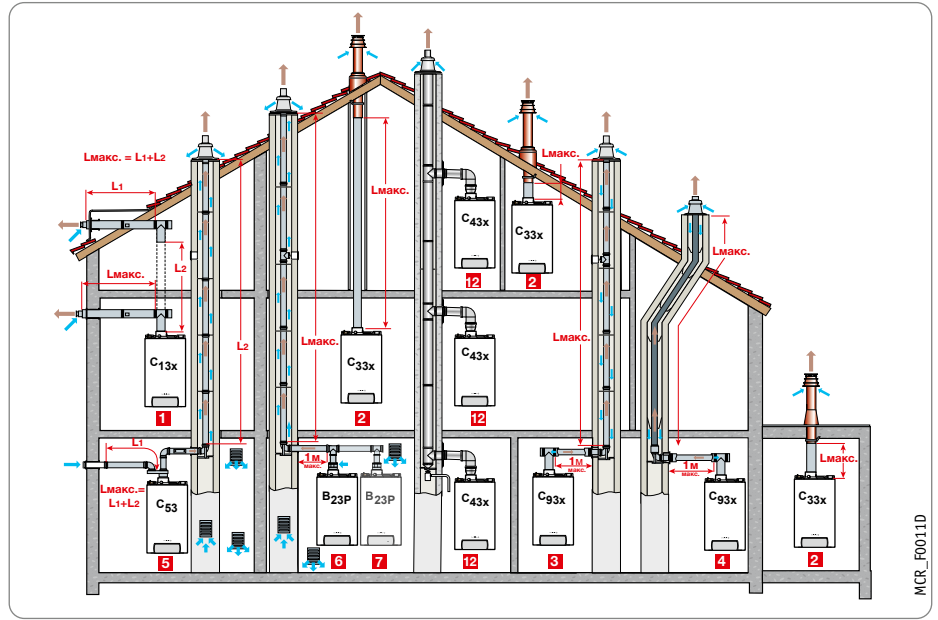 Lмакс. = L1+L2
L1
Lмакс.
L2
C13x
1
L2
Lмакс.
Lмакс.
C33x
2
C43x
12
Lмакс.
C33x
2
C43x
12
Lмакс.
Lмакс.
L1
Lмакс.=
L1+L2
C53
5
1м
макс.
B23P
6
B23P
7
C43x
12
1м
макс.
C93x
3
1м
макс.
C93x
4
Lмакс.
C33x
2
MCR_F0011D